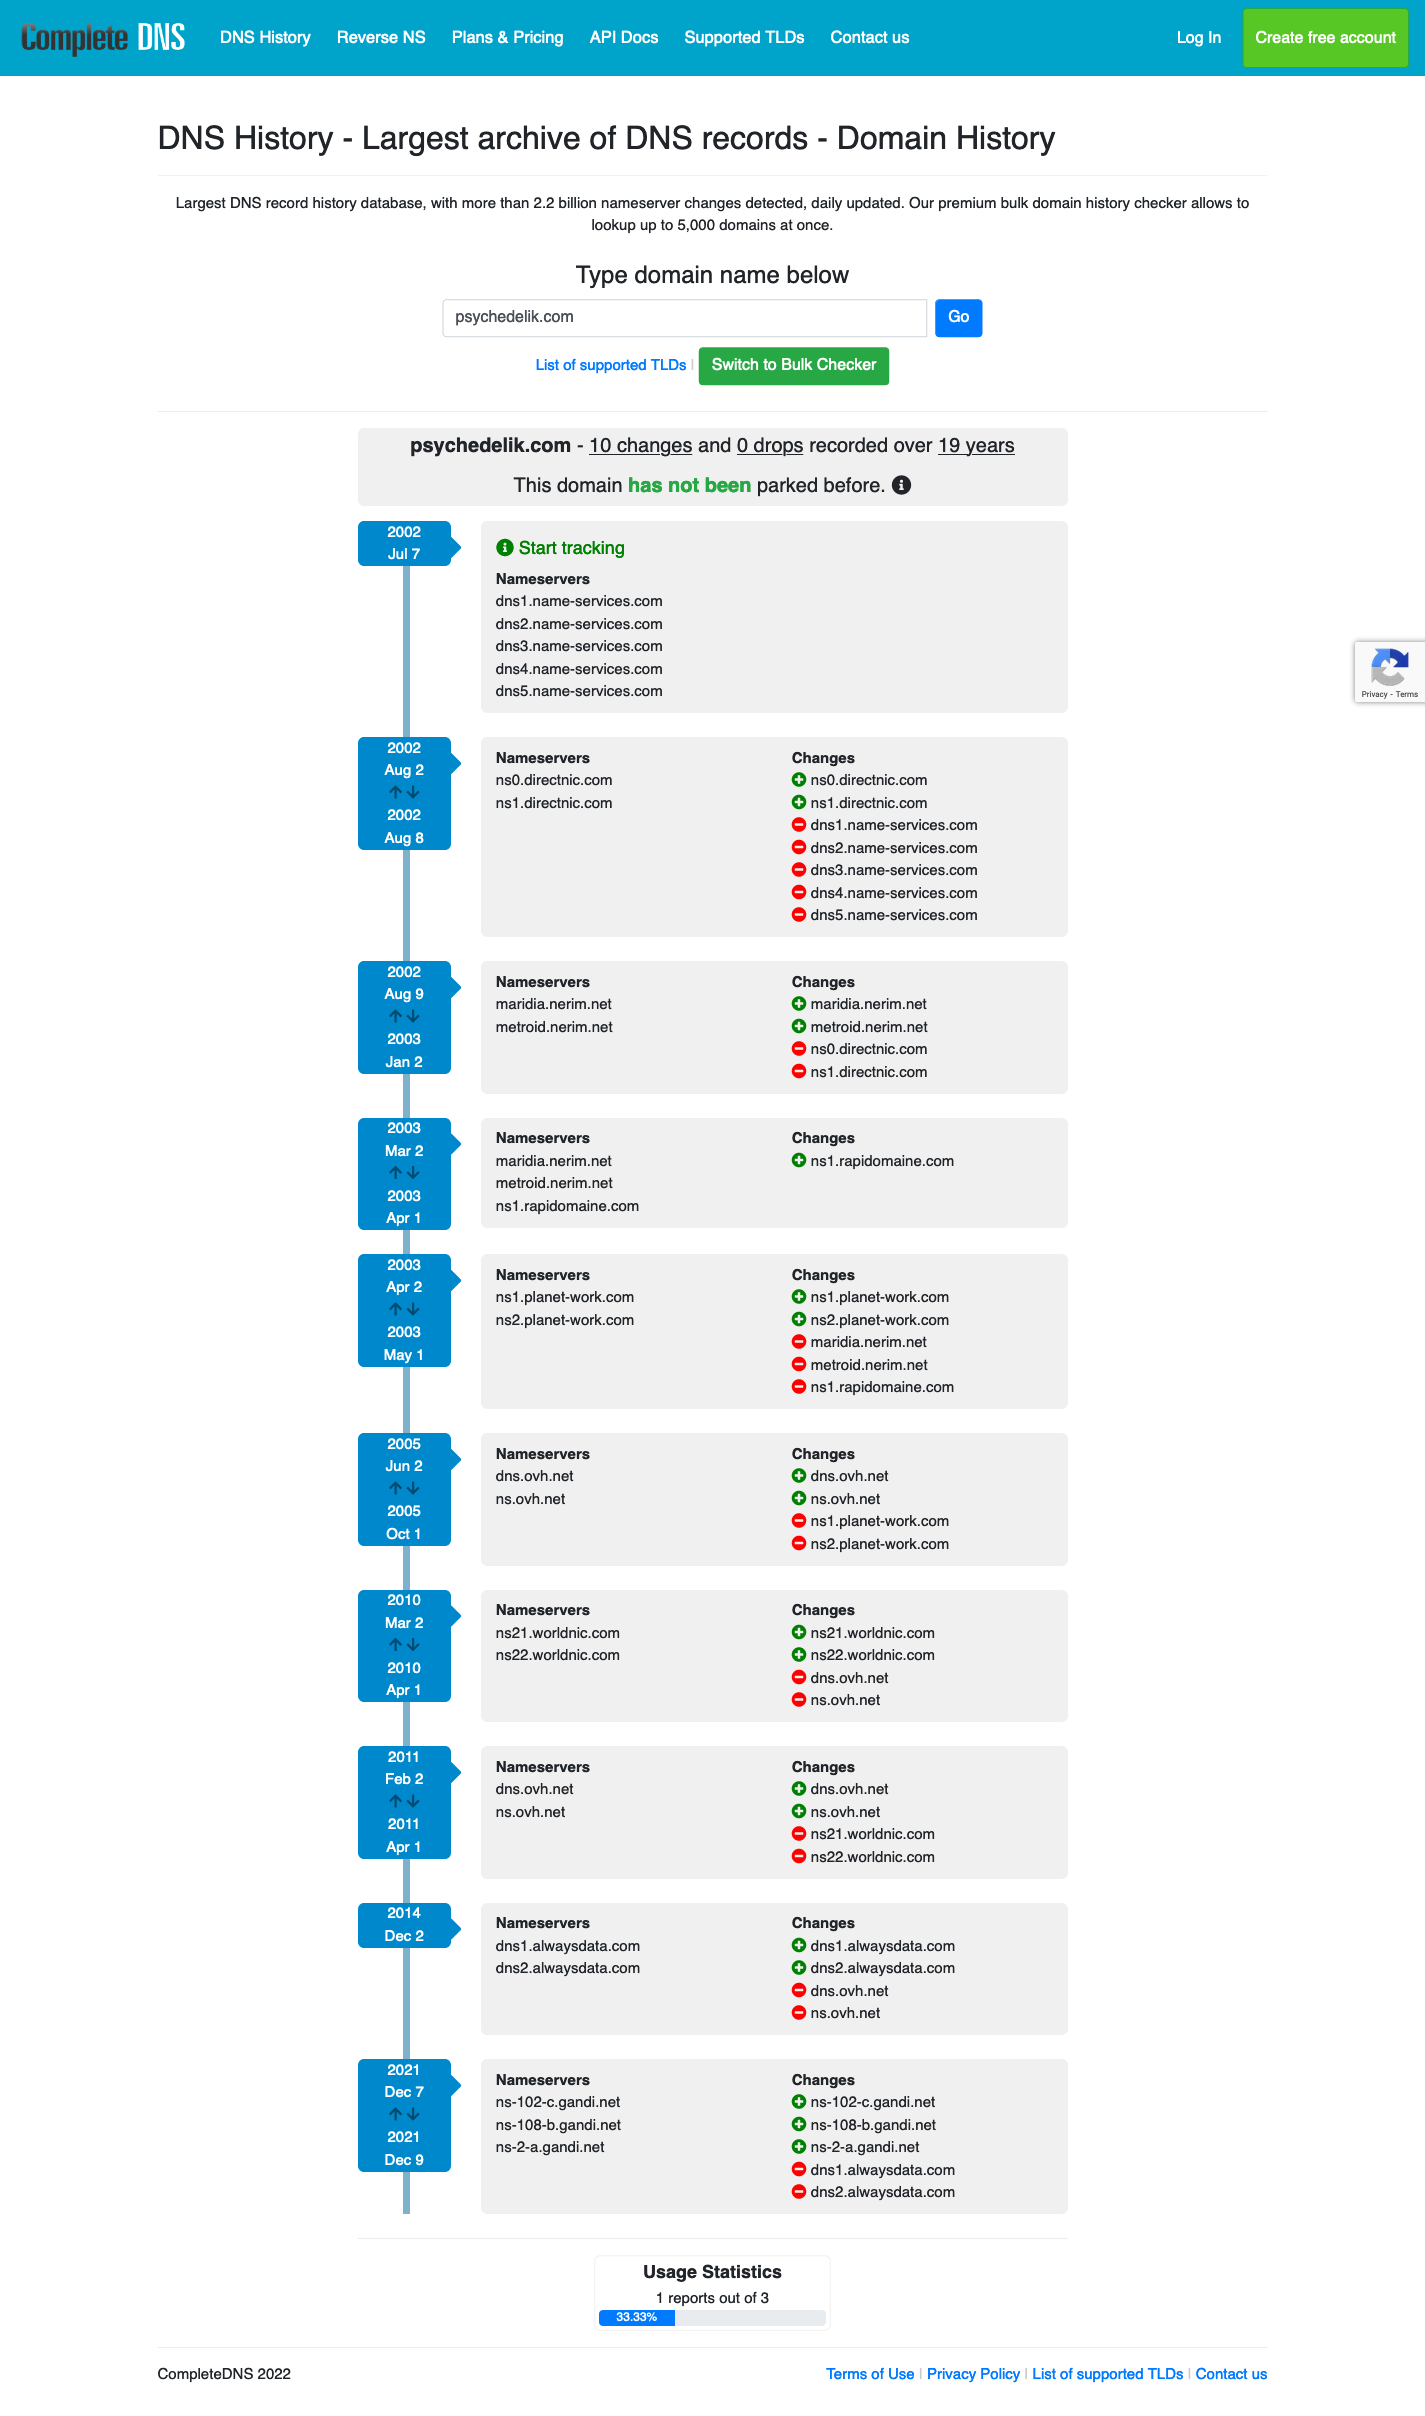 Complete DNS
DNS History
Reverse NS
Plans & Pricing
API Docs
Supported TLDs
Contact us
Log In
Create free account
DNS History - Largest archive of DNS records - Domain History
Largest DNS record history database, with more than 2.2 billion nameserver changes detected, daily updated. Our premium bulk domain history checker allows to
lookup up to 5,000 domains at once.
Type domain name below
psychedelik.com
Go
List of supported TLDs | Switch to Bulk Checker
psychedelik.com - 10 changes and 0 drops recorded over 19 years
This domain has not been parked before.
2002
Jul 7
Start tracking
Nameservers
dns1.name-services.com
dns2.name-services.com
dns3.name-services.com
dns4.name-services.com
dns5.name-services.com
Privacy - Terms
2002
Aug 2
2002
Aug 8
Nameservers
ns0.directnic.com
ns1.directnic.com
Changes
ns0.directnic.com
ns1.directnic.com
dns1.name-services.com
dns2.name-services.com
dns3.name-services.com
dns4.name-services.com
dns5.name-services.com
2002
Aug 9
2003
Jan 2
Nameservers
maridia.nerim.net
metroid.nerim.net
Changes
maridia.nerim.net
metroid.nerim.net
ns0.directnic.com
ns1.directnic.com
2003
Mar 2
2003
Apr 1
Nameservers
maridia.nerim.net
metroid.nerim.net
ns1.rapidomaine.com
Changes
ns1.rapidomaine.com
2003
Apr 2
2003
May 1
Nameservers
ns1.planet-work.com
ns2.planet-work.com
Changes
ns1.planet-work.com
ns2.planet-work.com
maridia.nerim.net
metroid.nerim.net
ns1.rapidomaine.com
2005
Jun 2
2005
Oct 1
Nameservers
dns.ovh.net
ns.ovh.net
Changes
dns.ovh.net
ns.ovh.net
ns1.planet-work.com
ns2.planet-work.com
2010
Mar 2
2010
Apr 1
Nameservers
ns21.worldnic.com
ns22.worldnic.com
Changes
ns21.worldnic.com
ns22.worldnic.com
dns.ovh.net
ns.ovh.net
2011
Feb 2
2011
Apr 1
Nameservers
dns.ovh.net
ns.ovh.net
Changes
dns.ovh.net
ns.ovh.net
ns21.worldnic.com
ns22.worldnic.com
2014
Dec 2
Nameservers
dns1.alwaysdata.com
dns2.alwaysdata.com
Changes
dns1.alwaysdata.com
dns2.alwaysdata.com
dns.ovh.net
ns.ovh.net
2021
Dec 7
2021
Dec 9
Nameservers
ns-102-c.gandi.net
ns-108-b.gandi.net
ns-2-a.gandi.net
Changes
ns-102-c.gandi.net
ns-108-b.gandi.net
ns-2-a.gandi.net
dns1.alwaysdata.com
dns2.alwaysdata.com
Usage Statistics
1 reports out of 3
33.33%
CompleteDNS 2022
Terms of Use | Privacy Policy | List of supported TLDs | Contact us